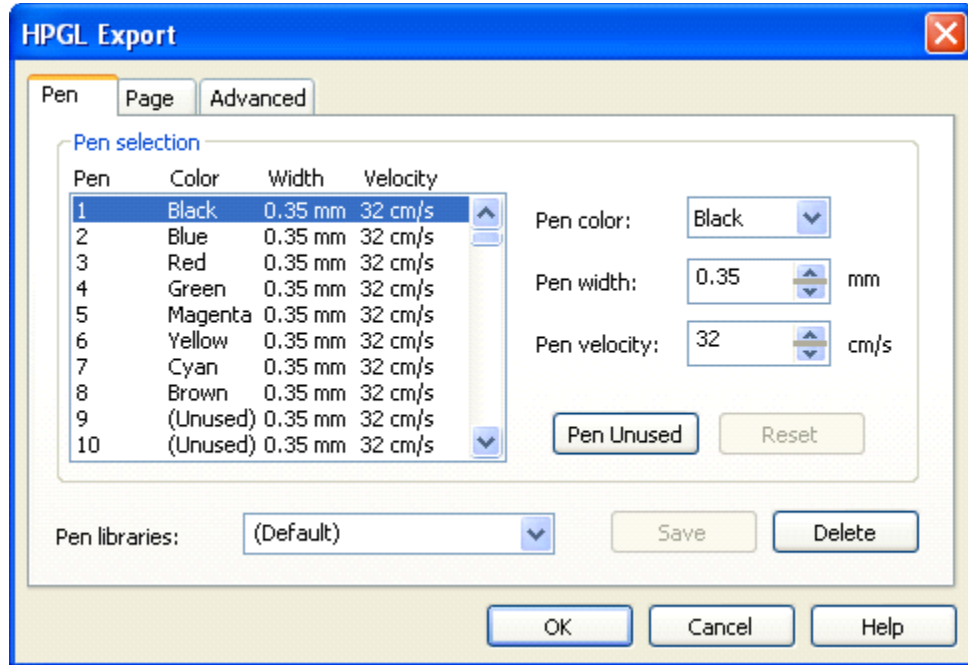 HPGL Export
Pen Page Advanced
Pen selection
Pen Color Width Velocity
1 Black 0.35 mm 32 cm/s
2 Blue 0.35 mm 32 cm/s
3 Red 0.35 mm 32 cm/s
4 Green 0.35 mm 32 cm/s
5 Magenta 0.35 mm 32 cm/s
6 Yellow 0.35 mm 32 cm/s
7 Cyan 0.35 mm 32 cm/s
8 Brown 0.35 mm 32 cm/s
9 (Unused) 0.35 mm 32 cm/s
10 (Unused) 0.35 mm 32 cm/s
Pen color: Black
Pen width: 0.35 mm
Pen velocity: 32 cm/s
Pen Unused Reset
Pen libraries: (Default) Save Delete
OK Cancel Help